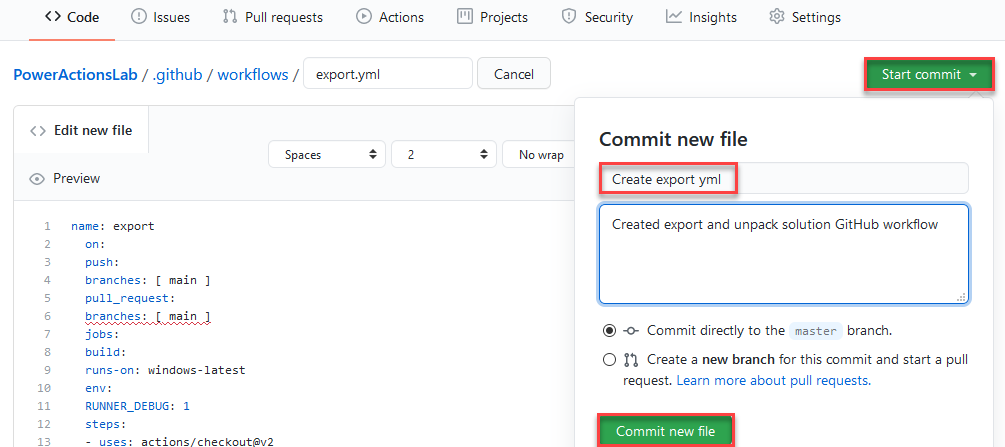 Code Issues Pull requests Actions Projects Security Insights Settings
PowerActionsLab / .github / workflows / export.yml Cancel Start commit
Edit new file
Spaces 2 No wrap
Preview
1 name: export
2 on:
3 push:
4 branches: [ main ]
5 pull_request:
6 branches: [ main ]
7 jobs:
8 build:
9 runs-on: windows-latest
10 env:
11 RUNNER_DEBUG: 1
12 steps:
13 - uses: actions/checkout@v2
Commit new file
Create export yml
Created export and unpack solution GitHub workflow
Commit directly to the master branch.
Create a new branch for this commit and start a pull
request. Learn more about pull requests.
Commit new file